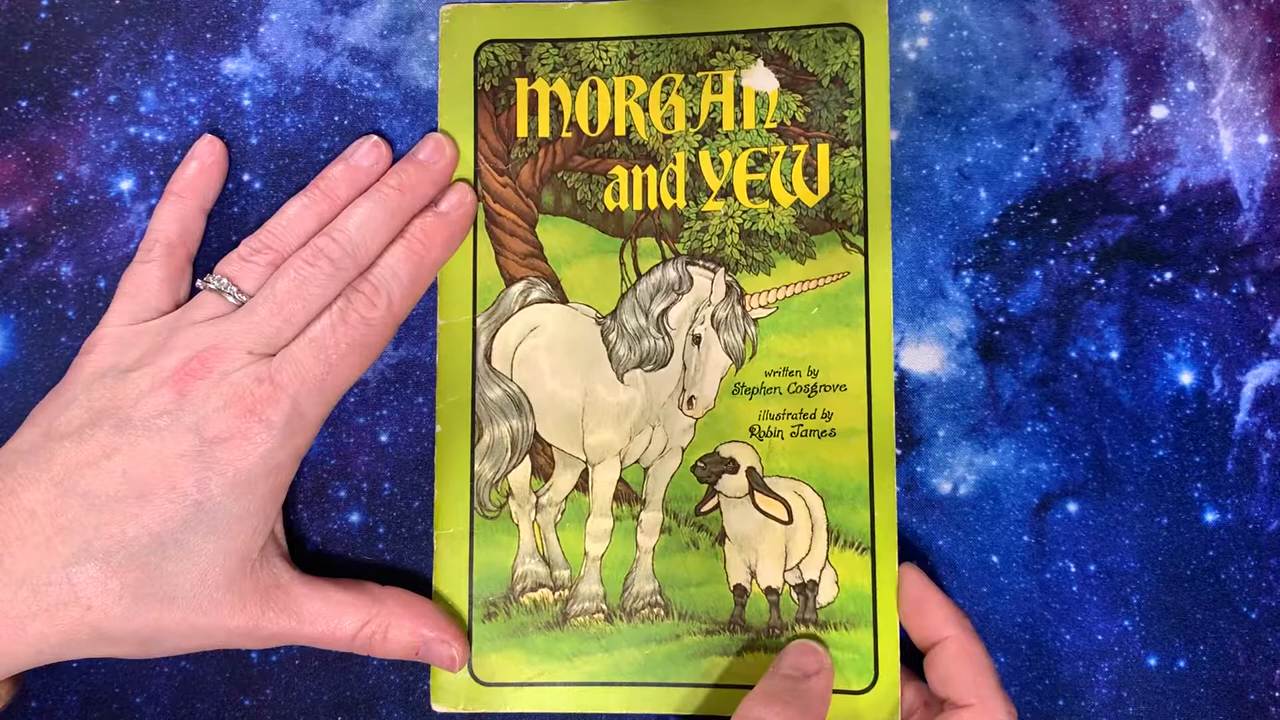 MORGAN
and YEW
written by
Stephen Cosgrove
illustrated by
Robin James